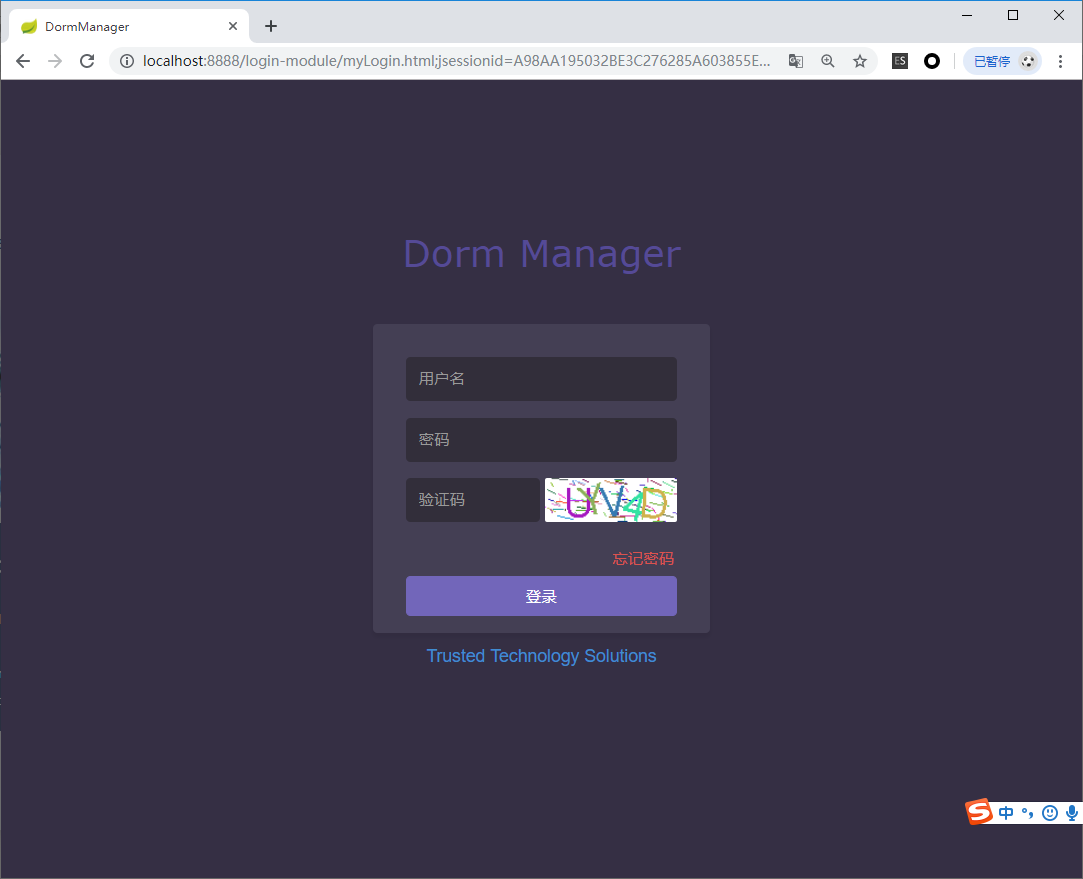 DormManager
localhost:8888/login-module/myLogin.html;jsessionid=A98AA195032BE3C276285A603855E...
ES
已暂停
Dorm Manager
用户名
密码
验证码
UYV4D
忘记密码
登录
Trusted Technology Solutions
S 中